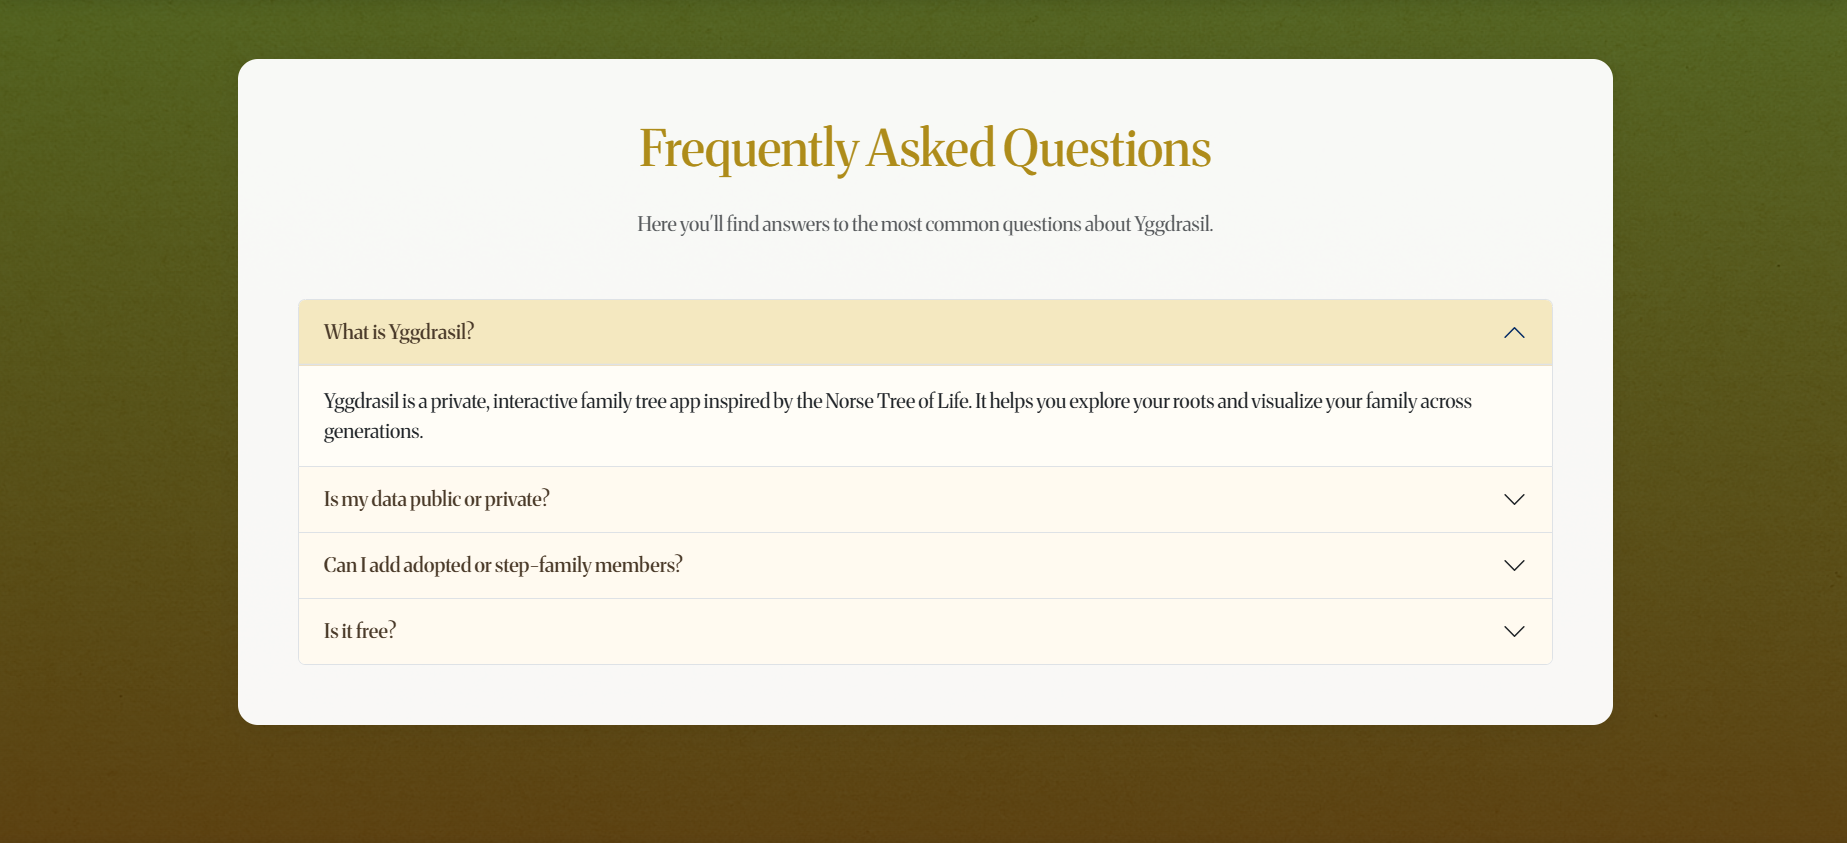 Frequently Asked Questions
Here you'll find answers to the most common questions about Yggdrasil.
What is Yggdrasil?
Yggdrasil is a private, interactive family tree app inspired by the Norse Tree of Life. It helps you explore your roots and visualize your family across
generations.
Is my data public or private?
Can I add adopted or step-family members?
Is it free?